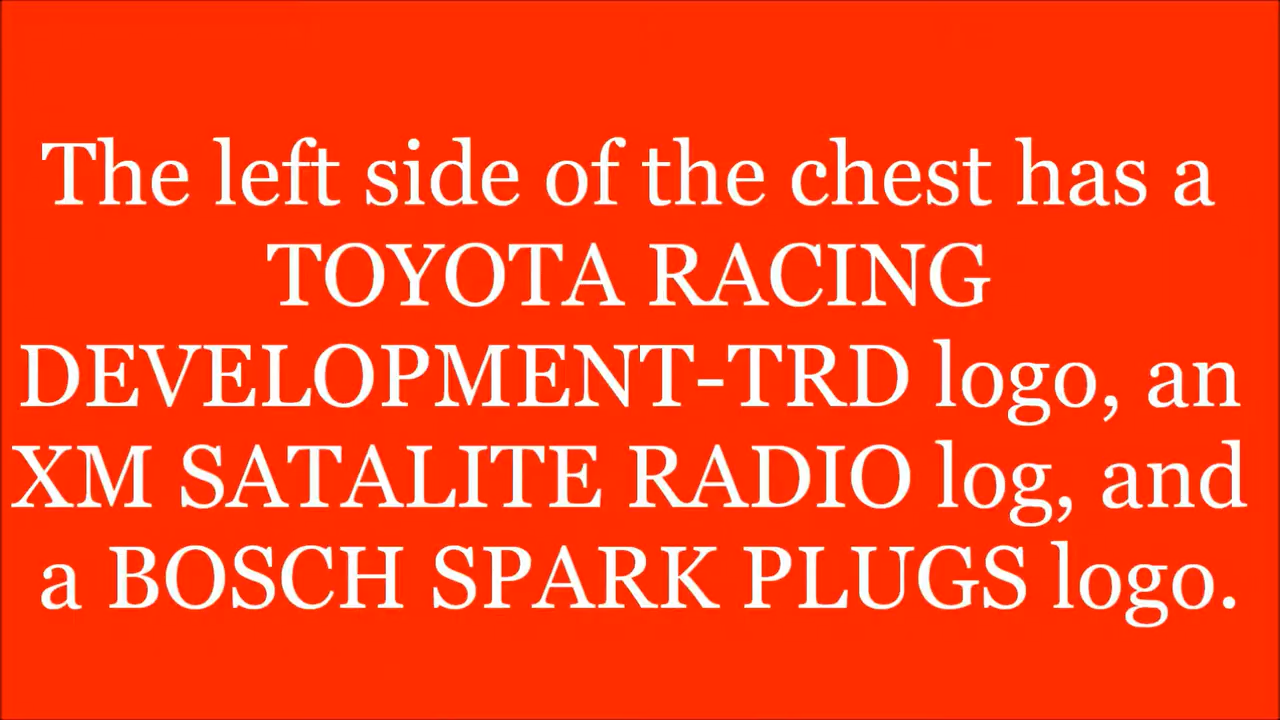 The left side of the chest has a
TOYOTA RACING
DEVELOPMENT-TRD logo, an
XM SATALITE RADIO log, and
a BOSCH SPARK PLUGS logo.